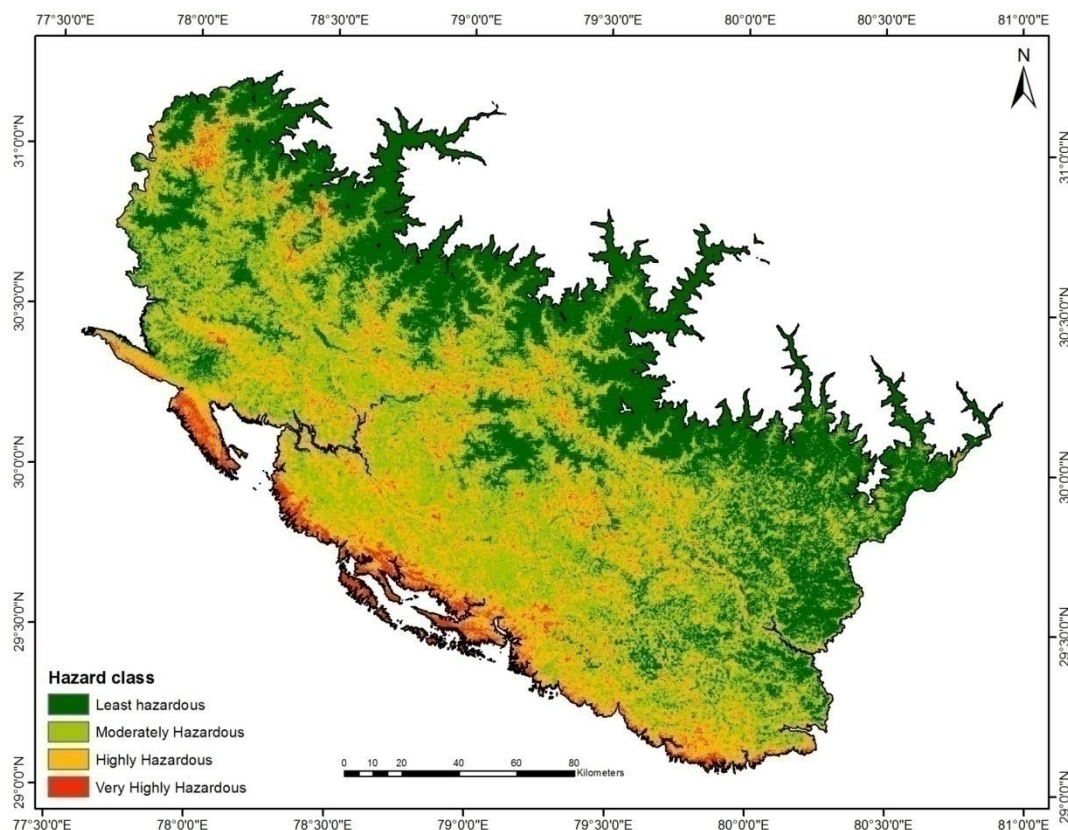 77°30'0"E 78°0'0"E 78°30'0"E 79°0'0"E 79°30'0"E 80°0'0"E 80°30'0"E 81°0'0"E
N
31°0'0"N 31°0'0"N
30°30'0"N 30°30'0"N
30°0'0"N 30°0'0"N
29°30'0"N 29°30'0"N
Hazard class
Least hazardous
Moderately Hazardous
Highly Hazardous
Very Highly Hazardous
0 5 10 20 40 60 80
Kilometers
29°0'0"N 29°0'0"N
77°30'0"E 78°0'0"E 78°30'0"E 79°0'0"E 79°30'0"E 80°0'0"E 80°30'0"E 81°0'0"E